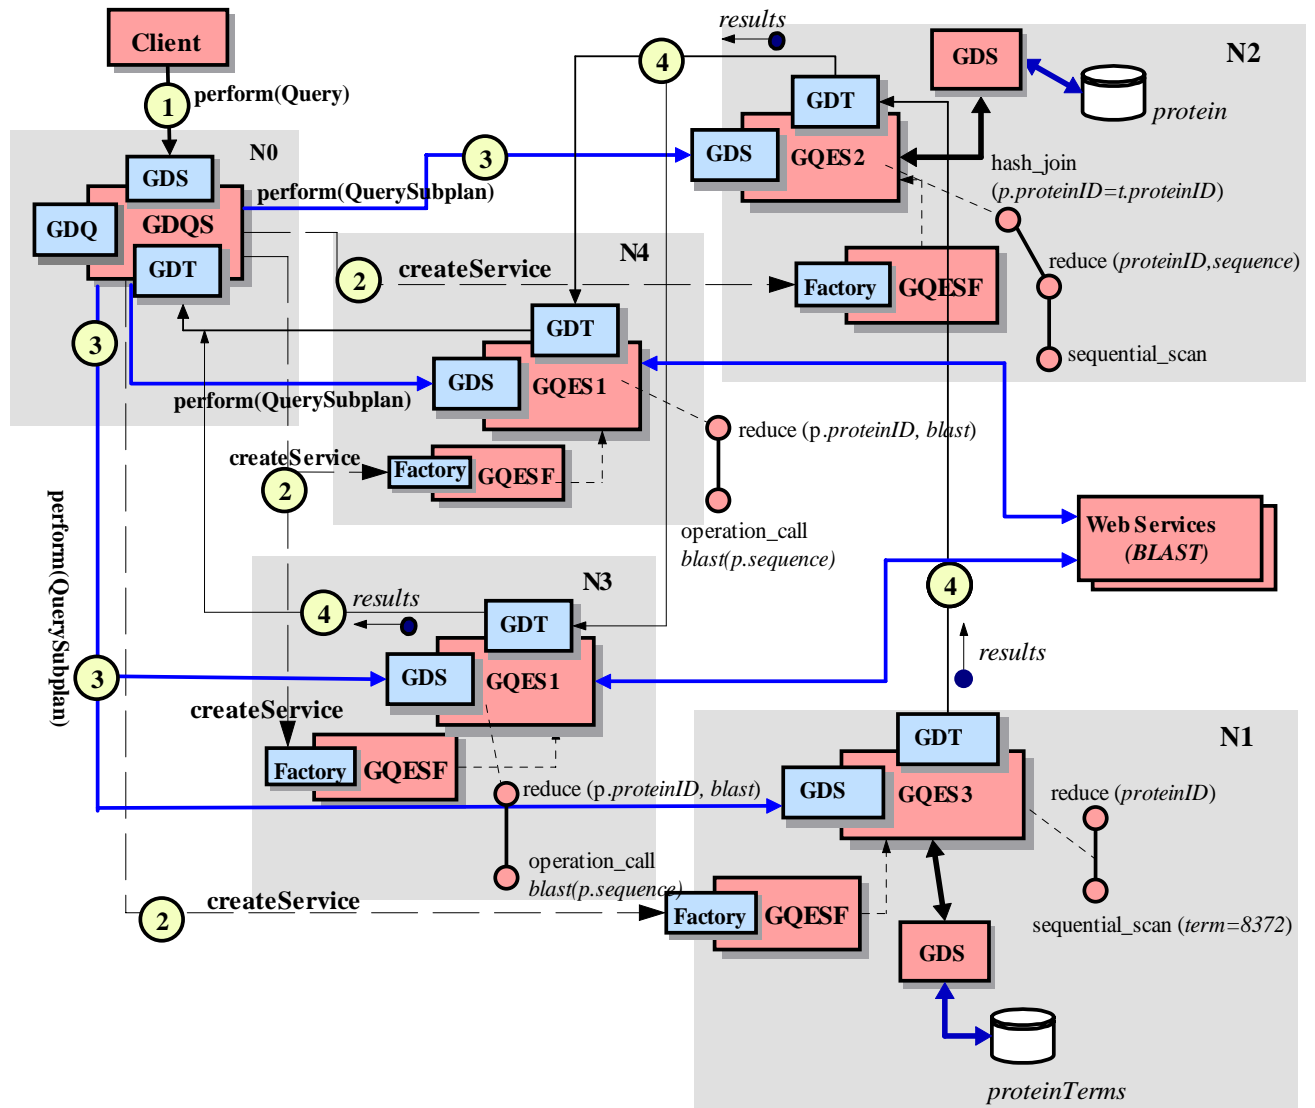 Client
1
perform(Query)
N0
GDS
GDQ
GDQS
GDT
perform(QuerySubplan)
3
results
4
N2
GDS
protein
GDT
GDS
GQES2
hash_join
(p.proteinID=t.proteinID)
reduce (proteinID,sequence)
sequential_scan
Factory
GQESF
2
createService
N4
GDT
GDS
GQES1
perform(QuerySubplan)
3
reduce (p.proteinID, blast)
operation_call
blast(p.sequence)
createService
Factory
GQESF
2
Web Services
(BLAST)
perform(QuerySubplan)
N3
4
results
GDT
GDS
GQES1
3
createService
Factory
GQESF
reduce (p.proteinID, blast)
operation_call
blast(p.sequence)
4
results
N1
GDT
GDS
GQES3
reduce (proteinID)
sequential_scan (term=8372)
2
createService
Factory
GQESF
GDS
proteinTerms